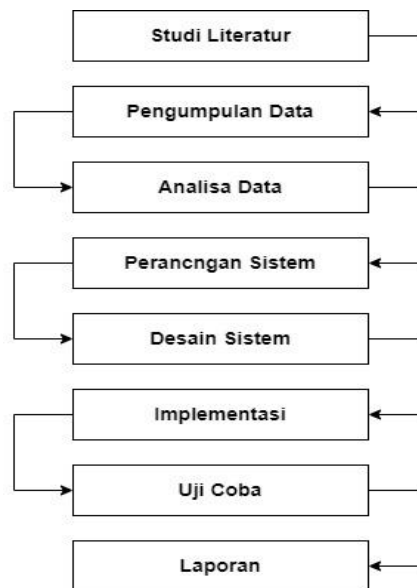 Studi Literatur
Pengumpulan Data
Analisa Data
Perancngan Sistem
Desain Sistem
Implementasi
Uji Coba
Laporan